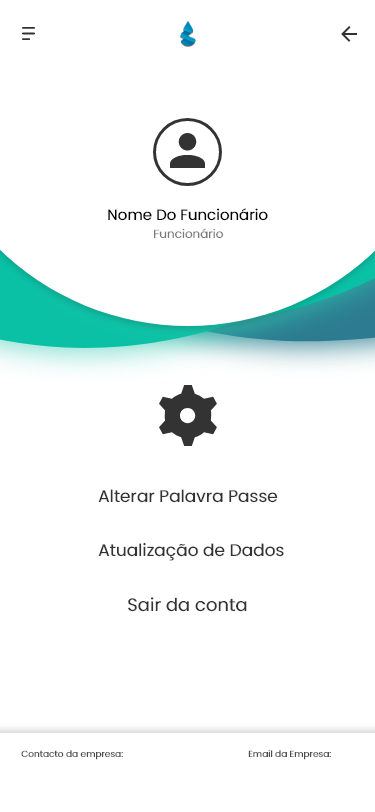 Nome Do Funcionário
Funcionário
Alterar Palavra Passe
Atualização de Dados
Sair da conta
Contacto da empresa:
Email da Empresa: